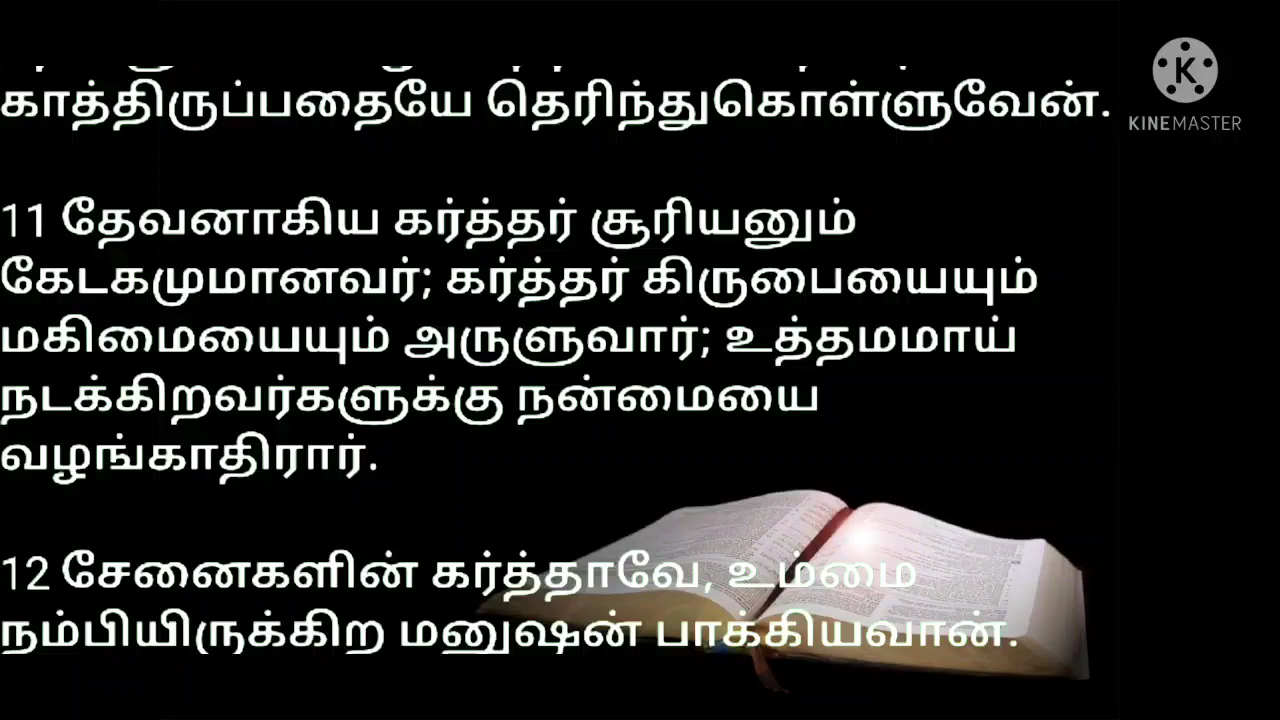 காத்திருப்பதையே தெரிந்துகொள்ளுவேன்.
11 தேவனாகிய கர்த்தர் சூரியனும்
கேடகமுமானவர்; கர்த்தர் கிருபையையும்
மகிமையையும் அருளுவார்; உத்தமமாய்
நடக்கிறவர்களுக்கு நன்மையை
வழங்காதிரார்.
12 சேனைகளின் கர்த்தாவே, உம்மை
நம்பியிருக்கிற மனுஷன் பாக்கியவான்.
K
KINEMASTER